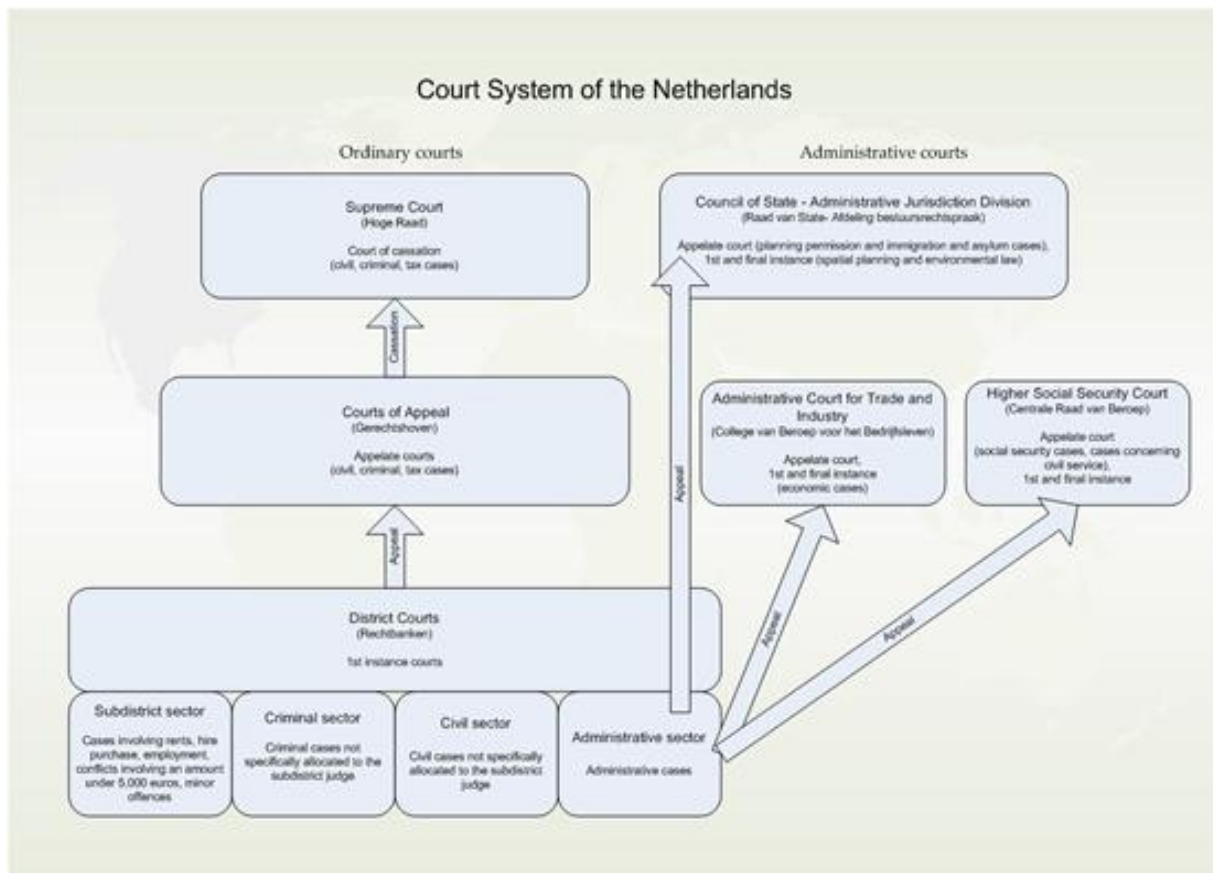 Court System of the Netherlands
Ordinary courts
Supreme Court
(Hoge Raad)
Court of cassation
(civil, criminal, tax cases)
Cassation
Courts of Appeal
(Gerechtshoven)
Appelate courts
(civil, criminal, tax cases)
Appeal
Administrative courts
Council of State - Administrative Jurisdiction Division
(Raad van State- Afdeling bestuursrechtspraak)
Appelate court (planning permission and immigration and asylum cases),
1st and final instance (spatial planning and environmental law)
Appeal
Administrative Court for Trade and
Industry
(College van Beroep voor het Bedrijfsleven)
Appelate court,
1st and final instance
(economic cases)
Appeal
Higher Social Security Court
(Centrale Raad van Beroep)
Appelate court
(social security cases, cases concerning
civil service),
1st and final instance
Appeal
District Courts
(Rechtbanken)
1st instance courts
Subdistrict sector
Cases involving rents, hire
purchase, employment,
conflicts involving an amount
under 5.000 euros, minor
offences
Criminal sector
Criminal cases not
specifically allocated to the
subdistrict judge
Civil sector
Civil cases not specifically
allocated to the subdistrict
judge
Administrative sector
Administrative cases